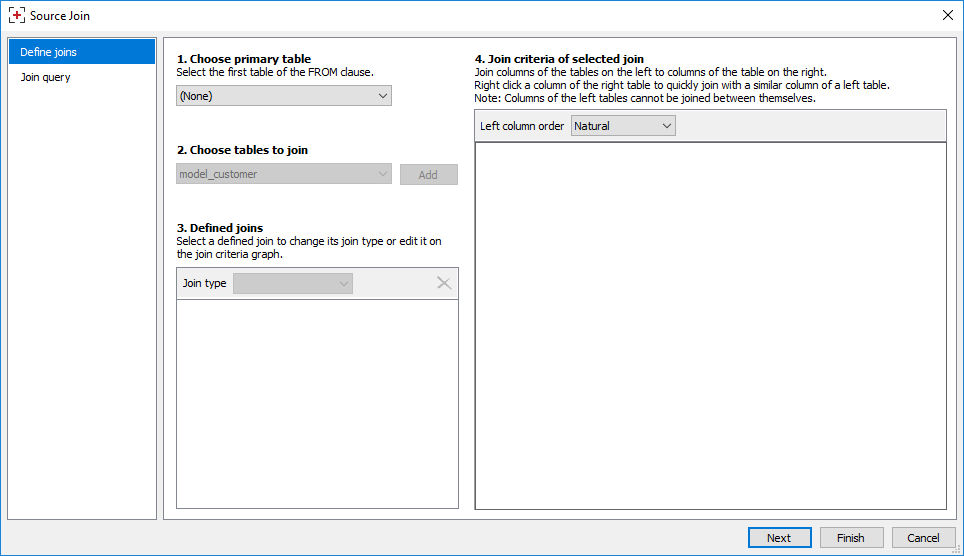 Source Join
Define joins
Join query
1. Choose primary table
Select the first table of the FROM clause.
(None)
2. Choose tables to join
model_customer
Add
3. Defined joins
Select a defined join to change its join type or edit it on
the join criteria graph.
Join type
4. Join criteria of selected join
Join columns of the tables on the left to columns of the table on the right.
Right click a column of the right table to quickly join with a similar column of a left table.
Note: Columns of the left tables cannot be joined between themselves.
Left column order
Natural
Next
Finish
Cancel